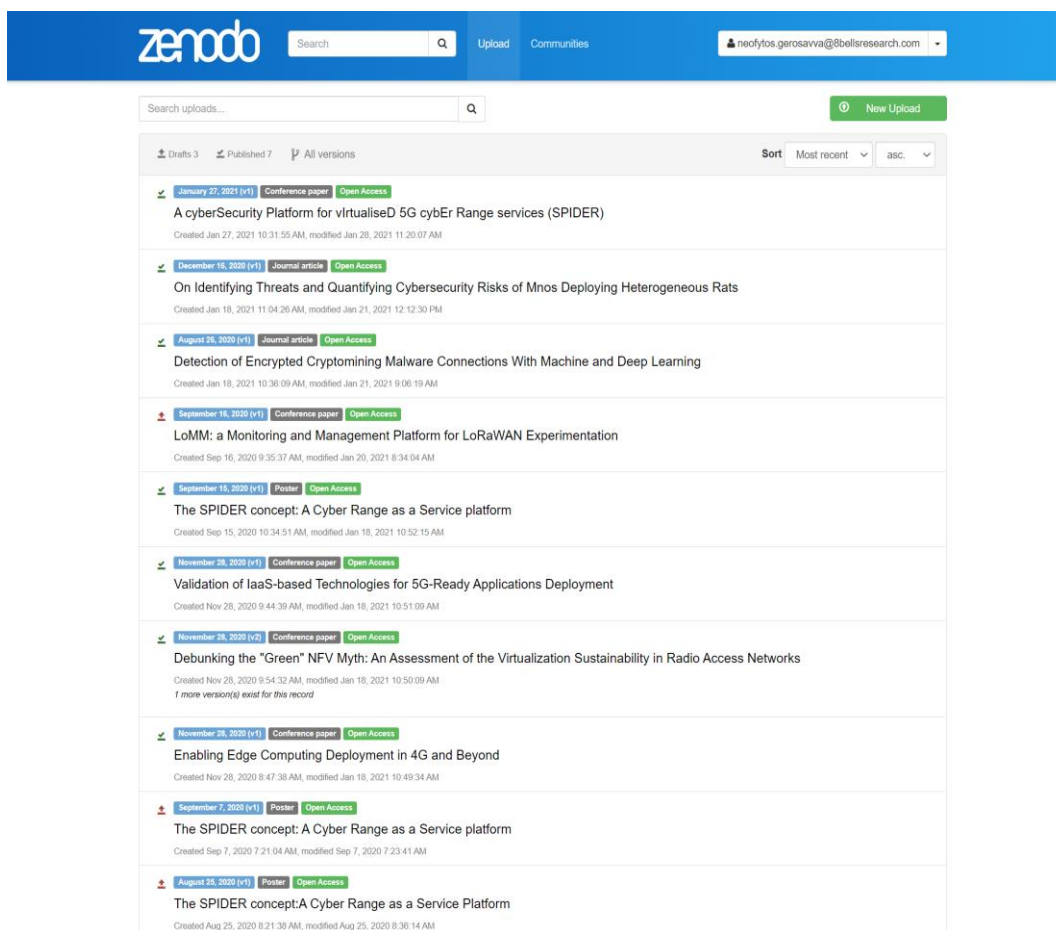 zenodo
Search
Upload
Communities
neofytos.gerosavva@8bellsresearch.com
Search uploads...
New Upload
Drafts 3 Published 7 All versions
Sort Most recent asc.
January 27, 2021 (v1) Conference paper Open Access
A cyberSecurity Platform for vIrtualiseD 5G cybEr Range services (SPIDER)
Created Jan 27, 2021 10:31:55 AM, modified Jan 28, 2021 11:20:07 AM
December 16, 2020 (v1) Journal article Open Access
On Identifying Threats and Quantifying Cybersecurity Risks of Mnos Deploying Heterogeneous Rats
Created Jan 18, 2021 11:04:26 AM, modified Jan 21, 2021 12:12:30 PM
August 26, 2020 (v1) Journal article Open Access
Detection of Encrypted Cryptomining Malware Connections With Machine and Deep Learning
Created Jan 18, 2021 10:36:09 AM, modified Jan 21, 2021 9:06:19 AM
September 16, 2020 (v1) Conference paper Open Access
LoMM: a Monitoring and Management Platform for LoRaWAN Experimentation
Created Sep 16, 2020 9:35:37 AM, modified Jan 20, 2021 8:34:04 AM
September 15, 2020 (v1) Poster Open Access
The SPIDER concept: A Cyber Range as a Service platform
Created Sep 15, 2020 10:34:51 AM, modified Jan 18, 2021 10:52:15 AM
November 28, 2020 (v1) Conference paper Open Access
Validation of IaaS-based Technologies for 5G-Ready Applications Deployment
Created Nov 28, 2020 9:44:39 AM, modified Jan 18, 2021 10:51:09 AM
November 28, 2020 (v2) Conference paper Open Access
Debunking the "Green" NFV Myth: An Assessment of the Virtualization Sustainability in Radio Access Networks
Created Nov 28, 2020 9:54:32 AM, modified Jan 18, 2021 10:50:09 AM
1 more version(s) exist for this record
November 28, 2020 (v1) Conference paper Open Access
Enabling Edge Computing Deployment in 4G and Beyond
Created Nov 28, 2020 8:47:38 AM, modified Jan 18, 2021 10:49:34 AM
September 7, 2020 (v1) Poster Open Access
The SPIDER concept: A Cyber Range as a Service platform
Created Sep 7, 2020 7:21:04 AM, modified Sep 7, 2020 7:23:41 AM
August 25, 2020 (v1) Poster Open Access
The SPIDER concept:A Cyber Range as a Service Platform
Created Aug 25, 2020 8:21:38 AM, modified Aug 25, 2020 8:36:14 AM